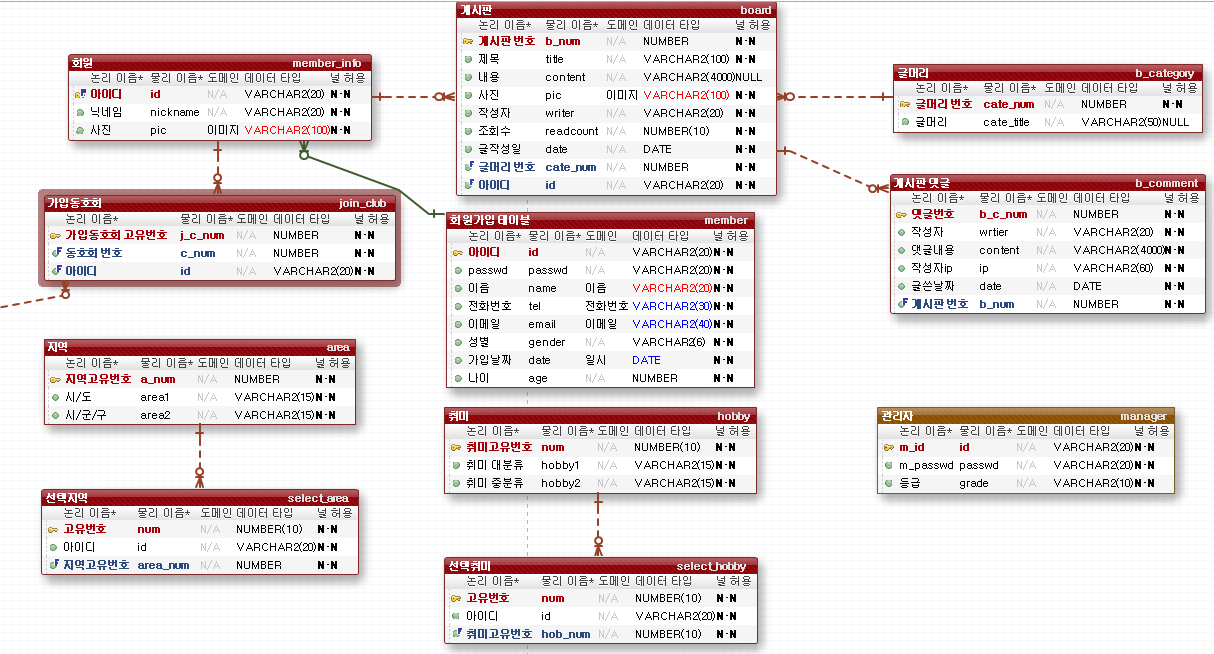 게시판 board
논리 이름* 물리 이름* 도메인 데이터 타입 널 허용
게시판 번호 b_num N/A NUMBER N-N
제목 title N/A VARCHAR2(100) N-N
내용 content N/A VARCHAR2(4000)NULL
사진 pic 이미지 VARCHAR2(100) N-N
작성자 writer N/A VARCHAR2(20) N-N
조회수 readcount N/A NUMBER(10) N-N
글작성일 date N/A DATE N-N
글머리 번호 cate_num N/A NUMBER N-N
아이디 id N/A VARCHAR2(20) N-N
회원 member_info
논리 이름* 물리 이름* 도메인 데이터 타입 널 허용
아이디 id N/A VARCHAR2(20) N-N
닉네임 nickname N/A VARCHAR2(20) N-N
사진 pic 이미지 VARCHAR2(100)N-N
글머리 b_category
논리 이름* 물리 이름* 도메인 데이터 타입 널 허용
글머리 번호 cate_num N/A NUMBER N-N
글머리 cate_title N/A VARCHAR2(50)NULL
가입동호회 join_club
논리 이름* 물리 이름* 도메인 데이터 타입 널 허용
가입동호회 고유번호 j_c_num N/A NUMBER N-N
동호회 번호 c_num N/A NUMBER N-N
아이디 id N/A VARCHAR2(20)N-N
회원가입 테이블 member
논리 이름* 물리 이름* 도메인 데이터 타입 널 허용
아이디 id N/A VARCHAR2(20)N-N
passwd passwd N/A VARCHAR2(20)N-N
이음 name 이음 VARCHAR2(20)N-N
전화번호 tel 전화번호 VARCHAR2(30)N-N
이메일 email 이메일 VARCHAR2(40)N-N
성별 gender N/A VARCHAR2(6) N-N
가입날짜 date 일시 DATE N-N
나이 age N/A NUMBER N-N
게시판 댓글 b_comment
논리 이름* 물리 이름* 도메인 데이터 타입 널 허용
댓글번호 b_c_num N/A NUMBER N-N
작성자 wrtier N/A VARCHAR2(20) N-N
댓글내용 content N/A VARCHAR2(4000)N-N
작성자ip ip N/A VARCHAR2(60) N-N
글쓴날짜 date N/A DATE N-N
게시판 번호 b_num N/A NUMBER N-N
지역 area
논리 이름* 물리 이름* 도메인 데이터 타입 널 허용
지역고유번호 a_num N/A NUMBER N-N
시/도 area1 N/A VARCHAR2(15)N-N
시/군/구 area2 N/A VARCHAR2(15)N-N
취미 hobby
논리 이름* 물리 이름* 도메인 데이터 타입 널 허용
취미고유번호 num N/A NUMBER(10) N-N
취미 대분류 hobby1 N/A VARCHAR2(15)N-N
취미 중분류 hobby2 N/A VARCHAR2(15)N-N
관리자 manager
논리 이름* 물리 이름* 도메인 데이터 타입 널 허용
m_id id N/A VARCHAR2(20)N-N
m_passwd passwd N/A VARCHAR2(20)N-N
등급 grade N/A VARCHAR2(10)N-N
선택지역 select_area
논리 이름* 물리 이름* 도메인 데이터 타입 널 허용
고유번호 num N/A NUMBER(10) N-N
아이디 id N/A VARCHAR2(20)N-N
지역고유번호 area_num N/A NUMBER N-N
선택취미 select_hobby
논리 이름* 물리 이름* 도메인 데이터 타입 널 허용
고유번호 num N/A NUMBER(10) N-N
아이디 id N/A VARCHAR2(20)N-N
취미고유번호 hob_num N/A NUMBER(10) N-N